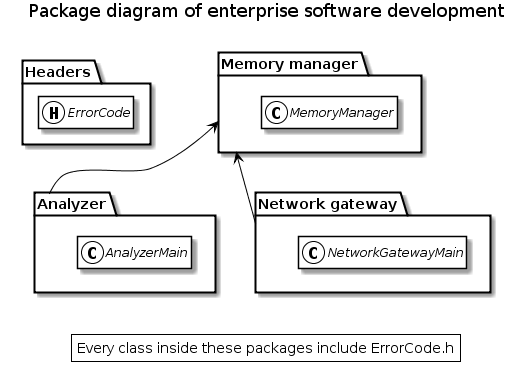 Package diagram of enterprise software development
Headers
H ErrorCode
Memory manager
C MemoryManager
Analyzer
C AnalyzerMain
Network gateway
C NetworkGatewayMain
Every class inside these packages include ErrorCode.h